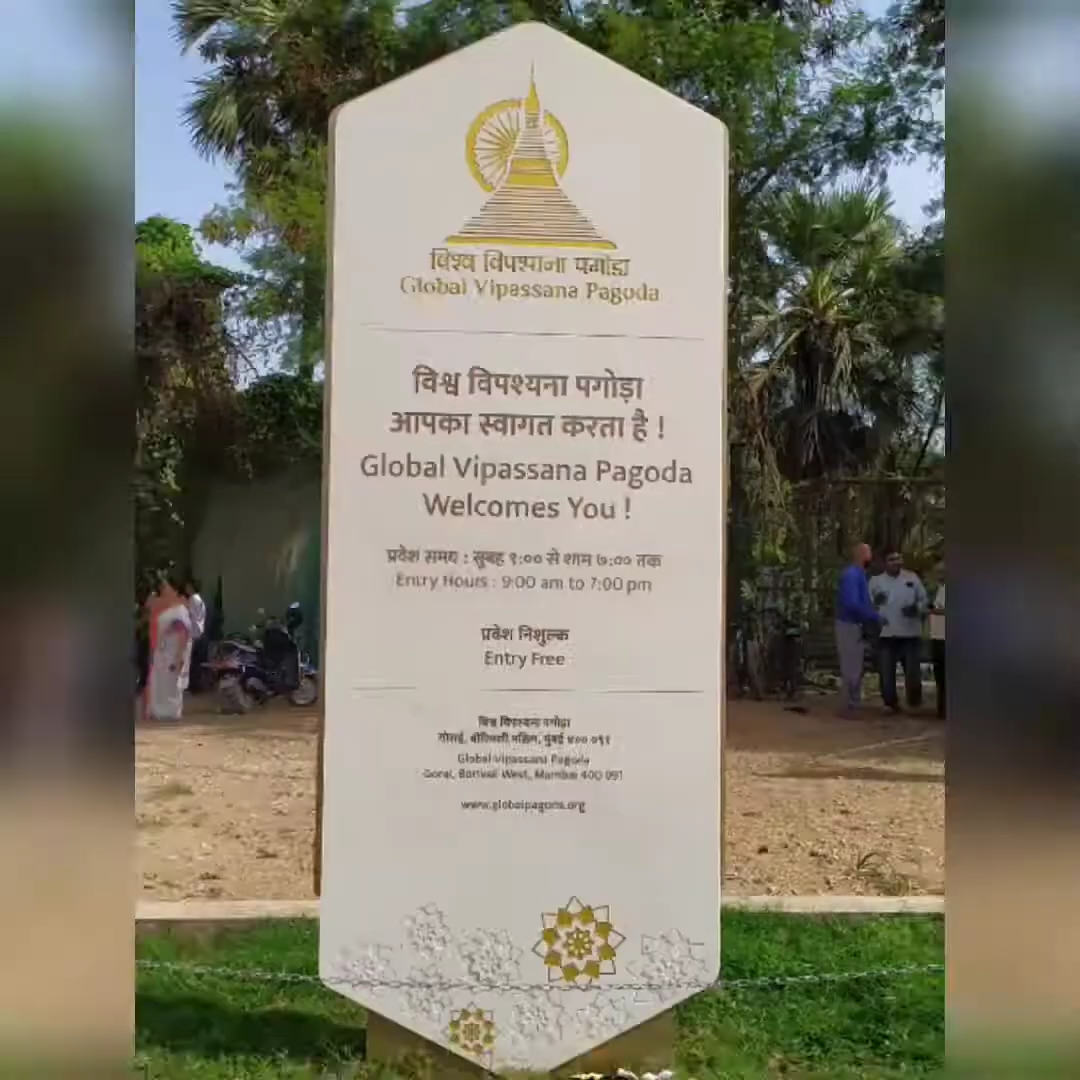 विश्व विपश्यना पगोडा
Global Vipassana Pagoda
विश्व विपश्यना पगोड़ा
आपका स्वागत करता है !
Global Vipassana Pagoda
Welcomes You !
प्रवेश समय : सुबह ९:०० से शाम ७:०० तक
Entry Hours : 9:00 am to 7:00 pm
प्रवेश निशुल्क
Entry Free
विश्व विपश्यना पगोड़ा
गोराई, बोरिवली पश्चिम, मुंबई ४०० ०९१
Global Vipassana Pagoda
Gorai, Borivali West, Mumbai 400 091
www.globalpagoda.org